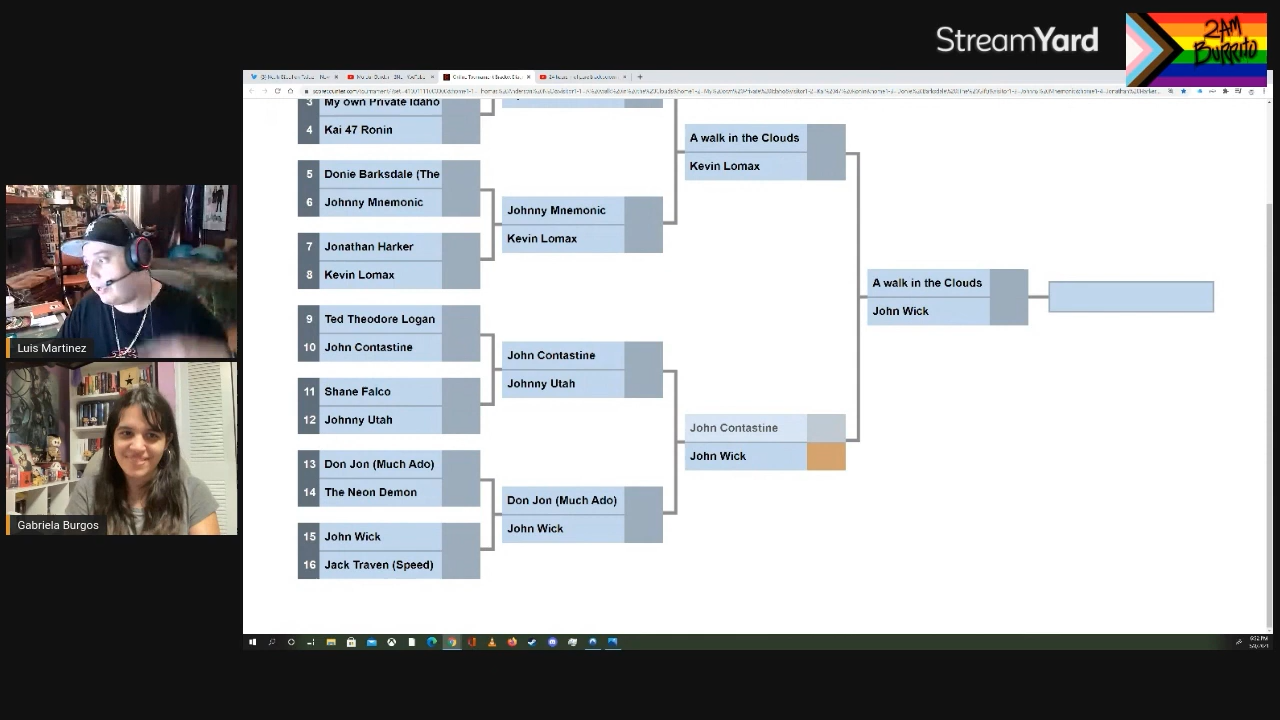 StreamYard
2AM
BURRITO
3 My own Private Idaho
4 Kai 47 Ronin
5 Donie Barksdale (The
6 Johnny Mnemonic
7 Jonathan Harker
8 Kevin Lomax
9 Ted Theodore Logan
10 John Contastine
11 Shane Falco
12 Johnny Utah
13 Don Jon (Much Ado)
14 The Neon Demon
15 John Wick
16 Jack Traven (Speed)
Johnny Mnemonic
Kevin Lomax
John Contastine
Johnny Utah
Don Jon (Much Ado)
John Wick
A walk in the Clouds
Kevin Lomax
John Contastine
John Wick
A walk in the Clouds
John Wick
Luis Martinez
Gabriela Burgos